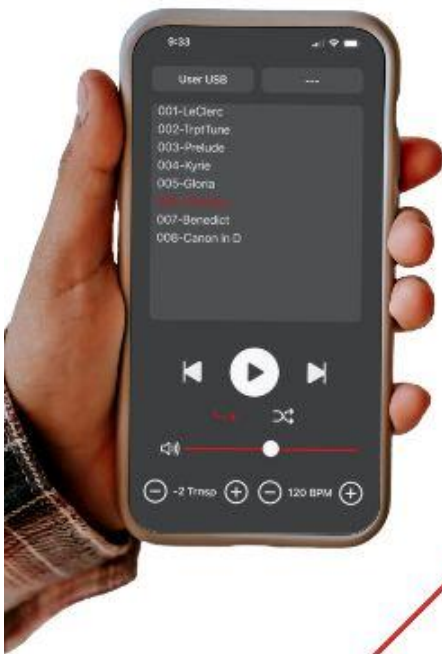 9:33
User USB ----
001-LeClerc
002-TrptTune
003-Prelude
004-Kyrie
005-Gloria
007-Benedict
008-Canon in D
-2 Trnsp 120 BPM